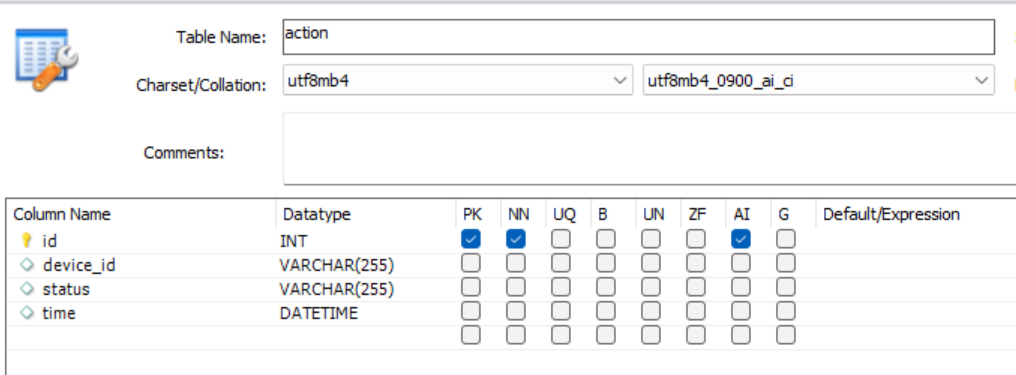 Table Name: action
Charset/Collation: utf8mb4 utf8mb4_0900_ai_ci
Comments:
Column Name Datatype PK NN UQ B UN ZF AI G Default/Expression
id INT
device_id VARCHAR(255)
status VARCHAR(255)
time DATETIME